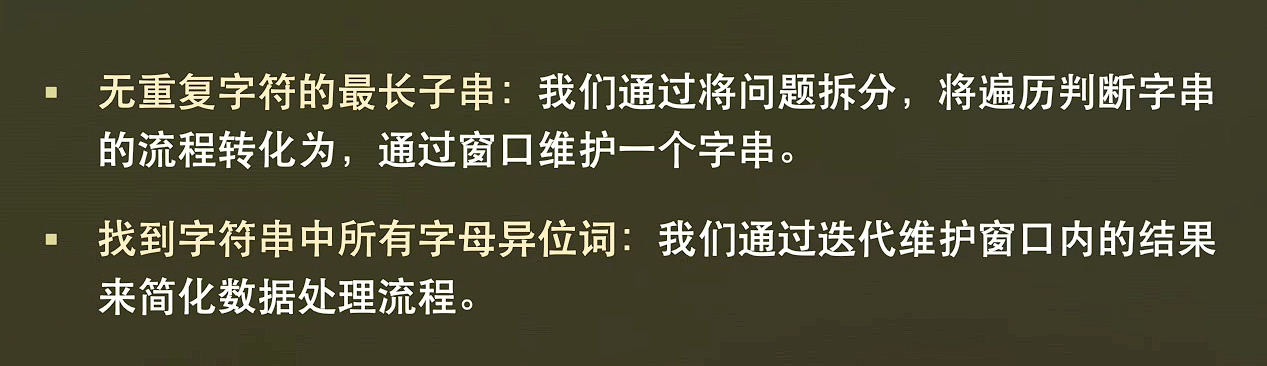 ▪ 无重复字符的最长子串：我们通过将问题拆分，将遍历判断字串
的流程转化为，通过窗口维护一个字串。
▪ 找到字符串中所有字母异位词：我们通过迭代维护窗口内的结果
来简化数据处理流程。